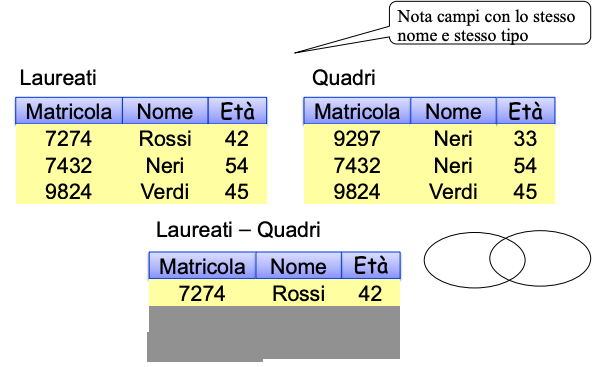 Nota campi con lo stesso
nome e stesso tipo
Laureati
Matricola Nome Età
7274 Rossi 42
7432 Neri 54
9824 Verdi 45
Quadri
Matricola Nome Età
9297 Neri 33
7432 Neri 54
9824 Verdi 45
Laureati – Quadri
Matricola Nome Età
7274 Rossi 42